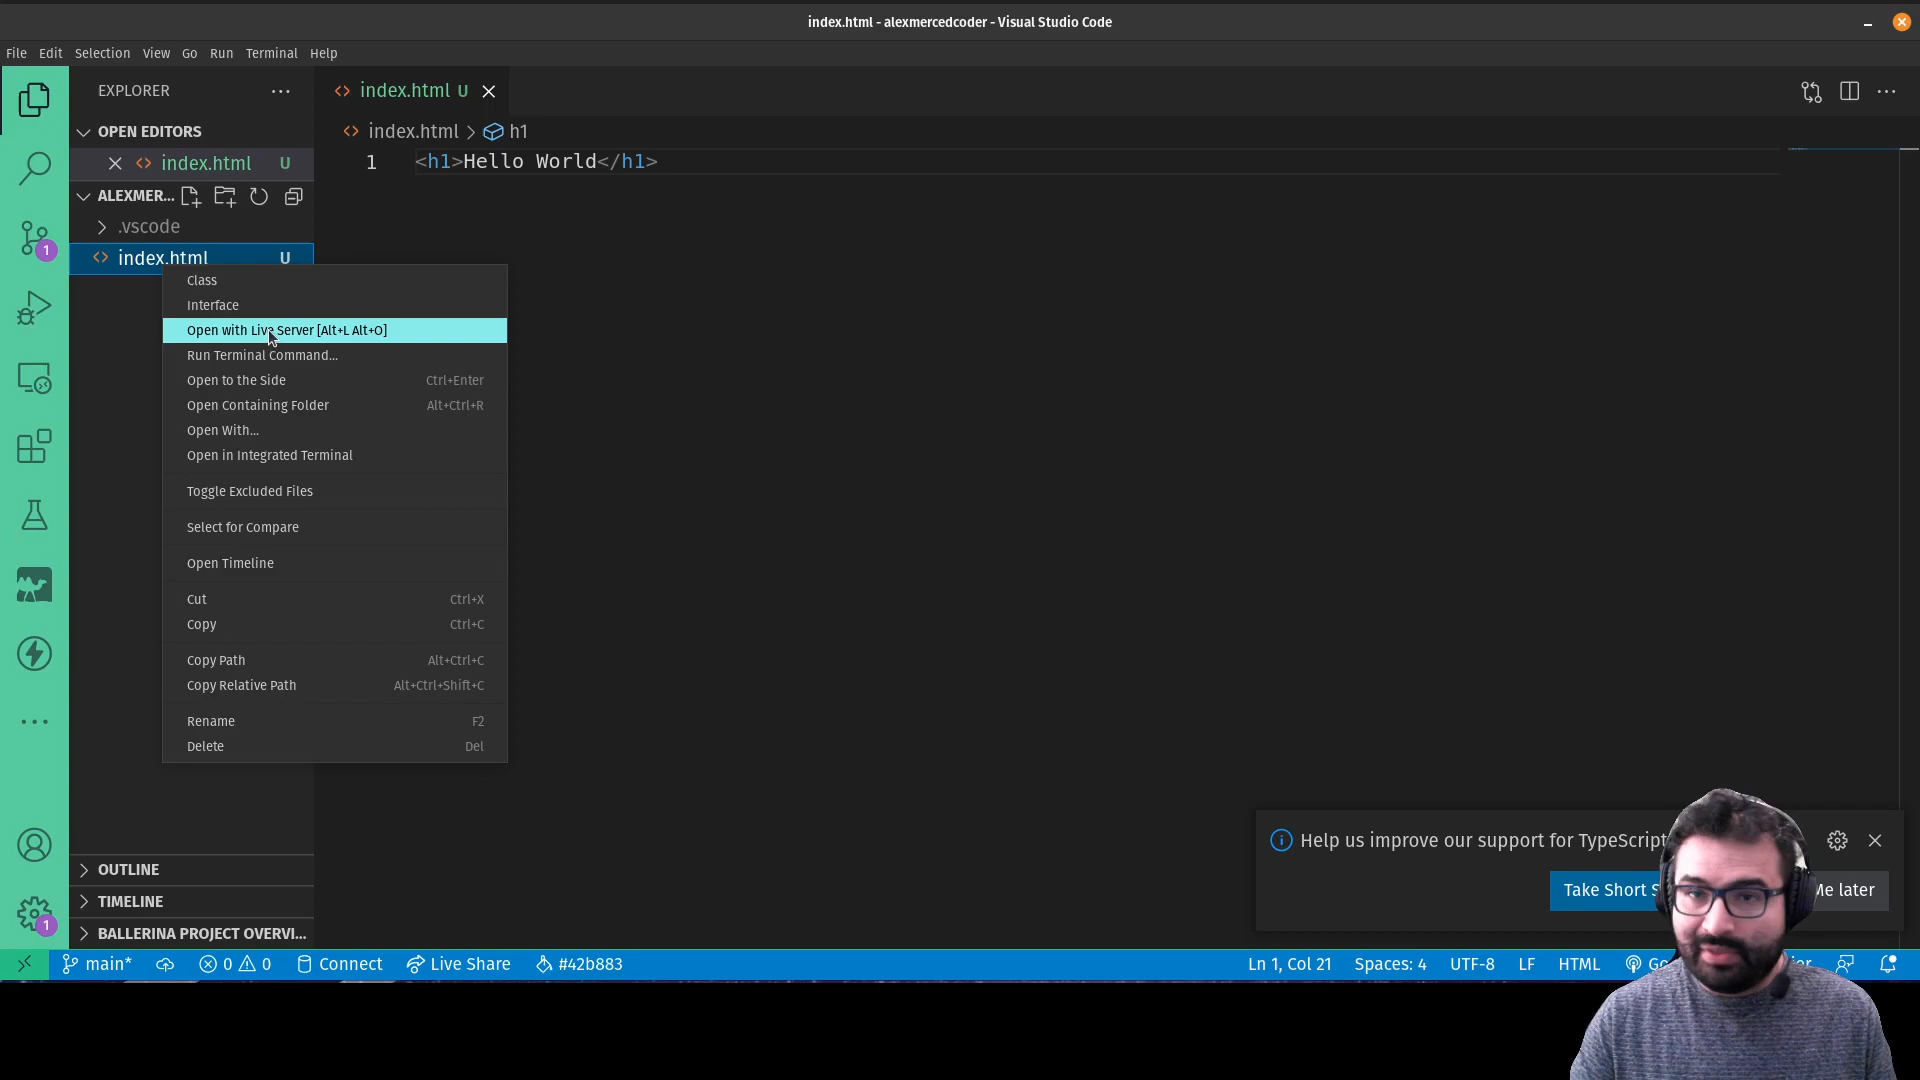 index.html - alexmercedcoder - Visual Studio Code
File Edit Selection View Go Run Terminal Help
EXPLORER
index.html U
OPEN EDITORS
index.html > h1
index.html U
1 <h1>Hello World</h1>
ALEXMER...
.vscode
index.html U
Class
Interface
Open with Live Server [Alt+L Alt+O]
Run Terminal Command...
Open to the Side Ctrl+Enter
Open Containing Folder Alt+Ctrl+R
Open With...
Open in Integrated Terminal
Toggle Excluded Files
Select for Compare
Open Timeline
Cut Ctrl+X
Copy Ctrl+C
Copy Path Alt+Ctrl+C
Copy Relative Path Alt+Ctrl+Shift+C
Rename F2
Delete Del
1
1
Help us improve our support for TypeScript
Take Short
Me later
OUTLINE
TIMELINE
BALLERINA PROJECT OVERVI...
main* 0 0 Connect Live Share #42b883 Ln 1, Col 21 Spaces: 4 UTF-8 LF HTML